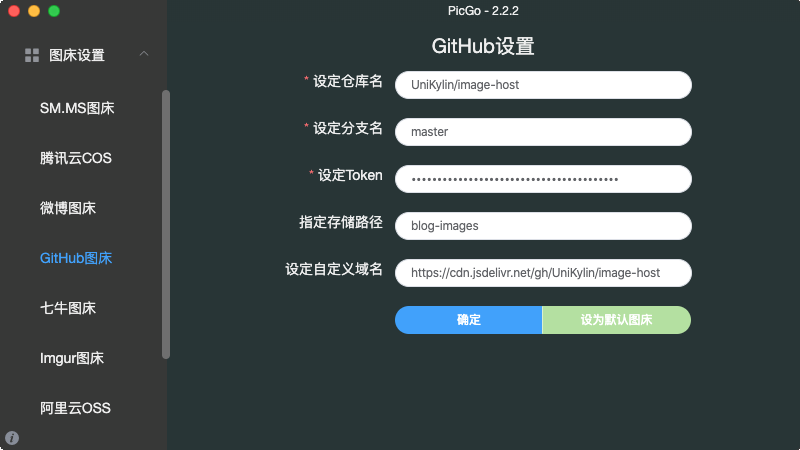 PicGo - 2.2.2
图床设置
SM.MS图床
腾讯云COS
微博图床
GitHub图床
七牛图床
Imgur图床
阿里云OSS
GitHub设置
* 设定仓库名
UniKylin/image-host
* 设定分支名
master
* 设定Token
••••••••••••••••••••••••••••••••••••••••
指定存储路径
blog-images
设定自定义域名
https://cdn.jsdelivr.net/gh/UniKylin/image-host
确定
设为默认图床